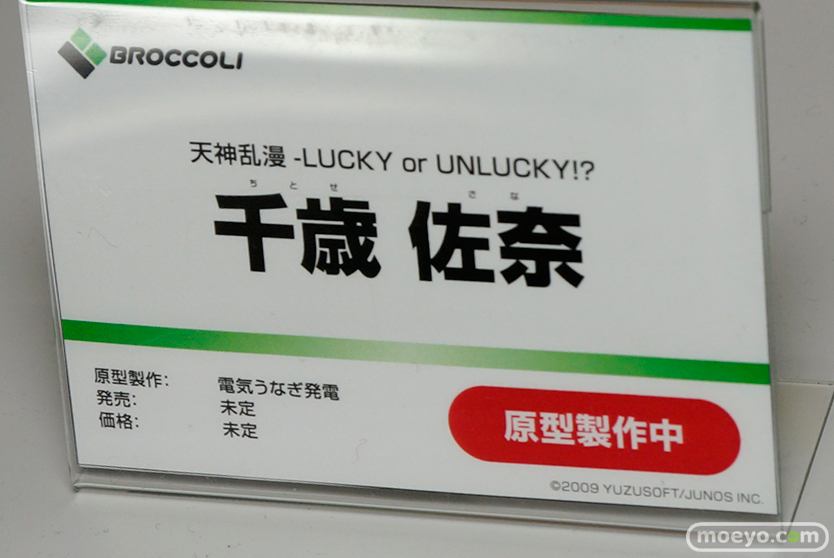 BROCCOLI
天神乱漫 -LUCKY or UNLUCKY!?
ちとせ さな
千歳 佐奈
原型製作: 電気うなぎ発電
発売: 未定
価格: 未定
原型製作中
©2009 YUZUSOFT/JUNOS INC.
moeyo.com